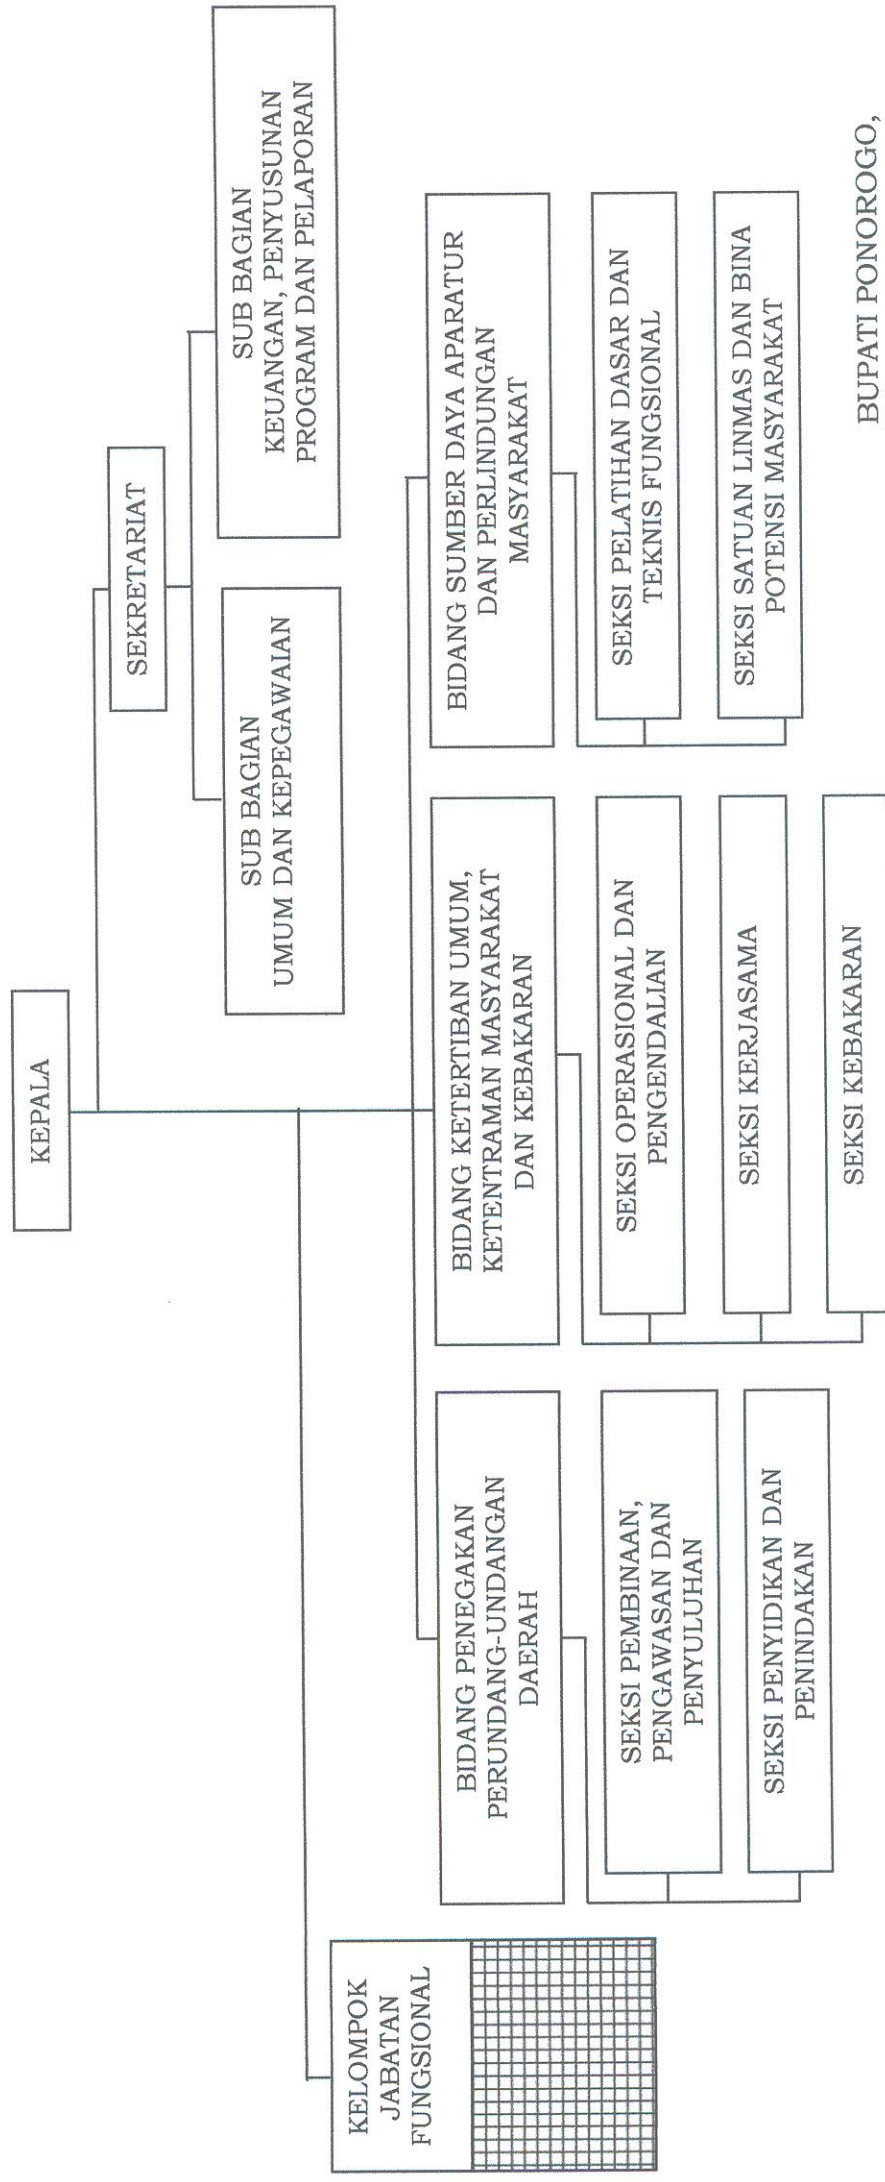 KEPALA
SEKRETARIAT
SUB BAGIAN
UMUM DAN KEPEGAWAIAN
SUB BAGIAN
KEUANGAN, PENYUSUNAN
PROGRAM DAN PELAPORAN
KELOMPOK
JABATAN
FUNGSIONAL
BIDANG PENEGAKAN
PERUNDANG-UNDANGAN
DAERAH
SEKSI PEMBINAAN,
PENGAWASAN DAN
PENYULUHAN
SEKSI PENYIDIKAN DAN
PENINDAKAN
BIDANG KETERTIBAN UMUM,
KETENTRAMAN MASYARAKAT
DAN KEBAKARAN
SEKSI OPERASIONAL DAN
PENGENDALIAN
SEKSI KERJASAMA
SEKSI KEBAKARAN
BIDANG SUMBER DAYA APARATUR
DAN PERLINDUNGAN
MASYARAKAT
SEKSI PELATIHAN DASAR DAN
TEKNIS FUNGSIONAL
SEKSI SATUAN LINMAS DAN BINA
POTENSI MASYARAKAT
BUPATI PONOROGO,